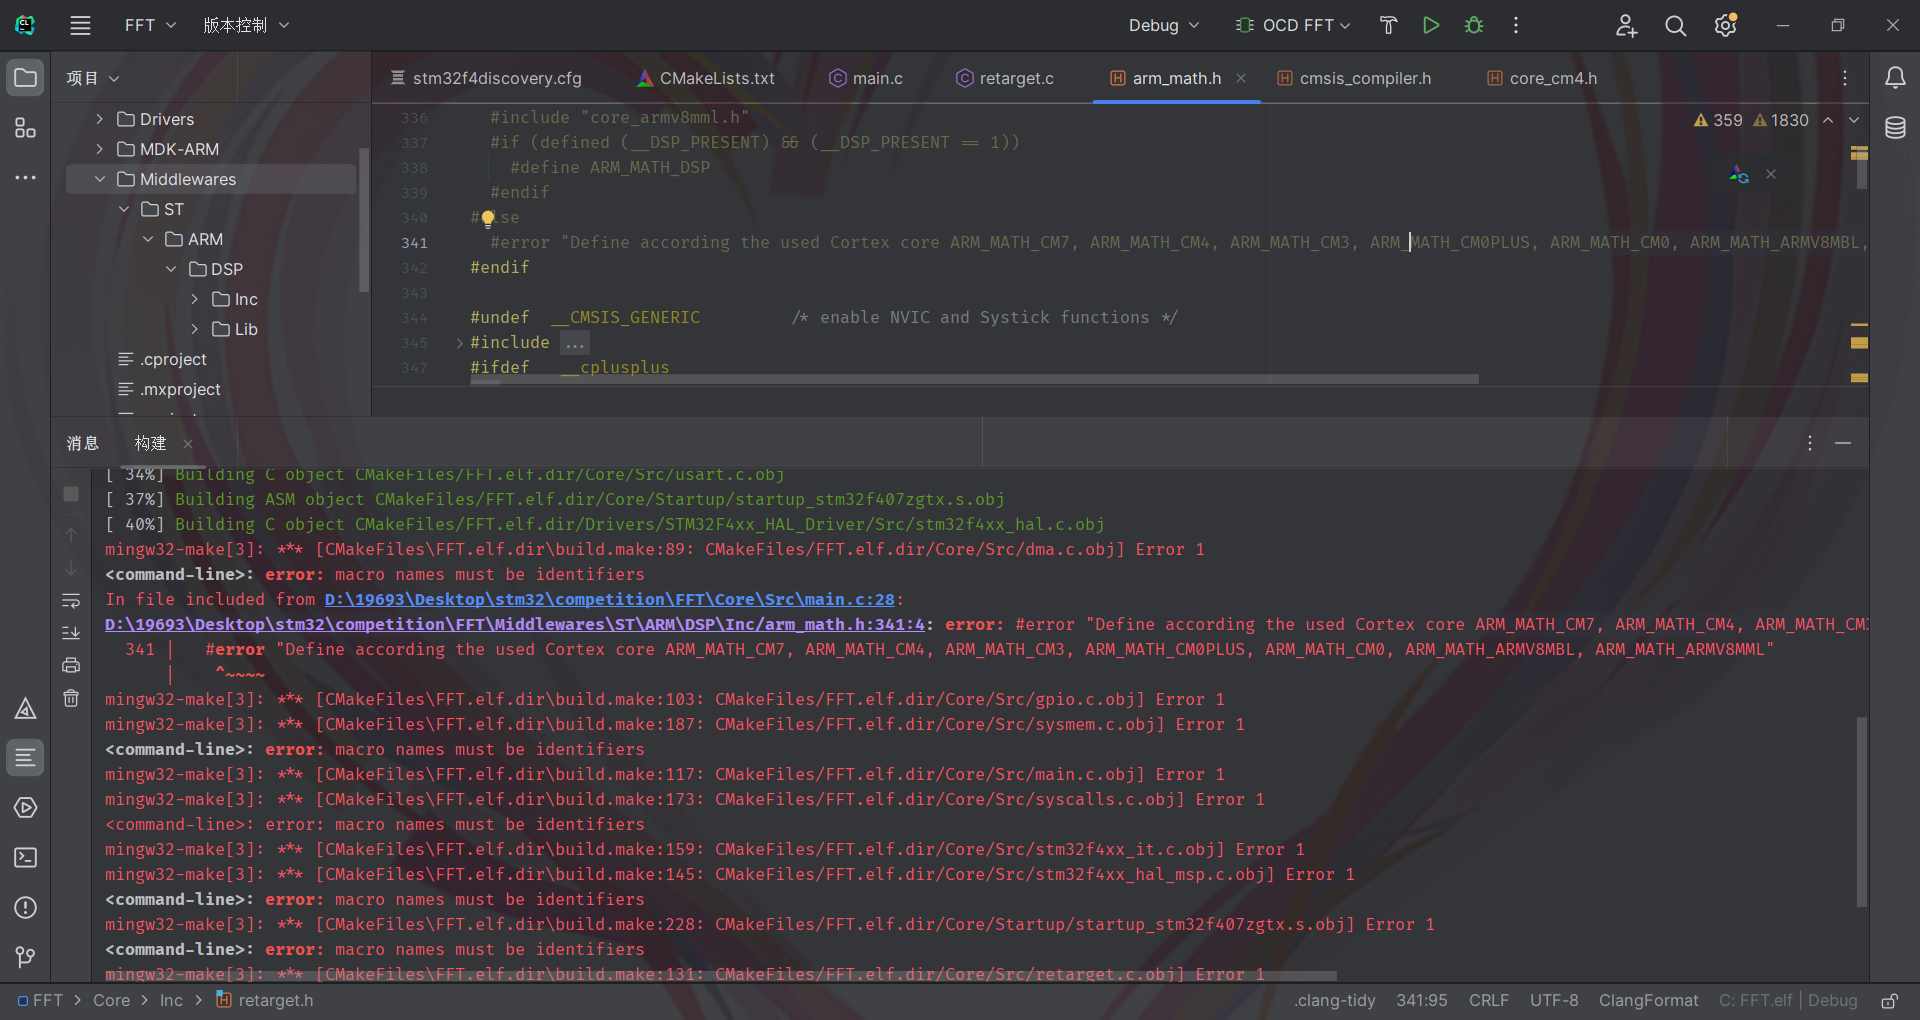 CL FFT 版本控制 Debug OCD FFT
项目
stm32f4discovery.cfg CMakeLists.txt main.c retarget.c arm_math.h cmsis_compiler.h core_cm4.h
Drivers
MDK-ARM
Middlewares
ST
ARM
DSP
Inc
Lib
.cproject
.mxproject
359 1830
336 #include "core_armv8mml.h"
337 #if (defined (__DSP_PRESENT) && (__DSP_PRESENT == 1))
338 #define ARM_MATH_DSP
339 #endif
340 #else
341 #error "Define according the used Cortex core ARM_MATH_CM7, ARM_MATH_CM4, ARM_MATH_CM3, ARM_MATH_CM0PLUS, ARM_MATH_CM0, ARM_MATH_ARMV8MBL,
342 #endif
343
344 #undef __CMSIS_GENERIC /* enable NVIC and Systick functions */
345 #include ...
347 #ifdef __cplusplus
消息 构建
[ 34%] Building C object CMakeFiles/FFT.elf.dir/Core/Src/usart.c.obj
[ 37%] Building ASM object CMakeFiles/FFT.elf.dir/Core/Startup/startup_stm32f407zgtx.s.obj
[ 40%] Building C object CMakeFiles/FFT.elf.dir/Drivers/STM32F4xx_HAL_Driver/Src/stm32f4xx_hal.c.obj
mingw32-make[3]: *** [CMakeFiles\FFT.elf.dir\build.make:89: CMakeFiles/FFT.elf.dir/Core/Src/dma.c.obj] Error 1
<command-line>: error: macro names must be identifiers
In file included from D:\19693\Desktop\stm32\competition\FFT\Core\Src\main.c:28:
D:\19693\Desktop\stm32\competition\FFT\Middlewares\ST\ARM\DSP\Inc/arm_math.h:341:4: error: #error "Define according the used Cortex core ARM_MATH_CM7, ARM_MATH_CM4, ARM_MATH_CM3
341 | #error "Define according the used Cortex core ARM_MATH_CM7, ARM_MATH_CM4, ARM_MATH_CM3, ARM_MATH_CM0PLUS, ARM_MATH_CM0, ARM_MATH_ARMV8MBL, ARM_MATH_ARMV8MML"
| ^~~~~
mingw32-make[3]: *** [CMakeFiles\FFT.elf.dir\build.make:103: CMakeFiles/FFT.elf.dir/Core/Src/gpio.c.obj] Error 1
mingw32-make[3]: *** [CMakeFiles\FFT.elf.dir\build.make:187: CMakeFiles/FFT.elf.dir/Core/Src/sysmem.c.obj] Error 1
<command-line>: error: macro names must be identifiers
mingw32-make[3]: *** [CMakeFiles\FFT.elf.dir\build.make:117: CMakeFiles/FFT.elf.dir/Core/Src/main.c.obj] Error 1
mingw32-make[3]: *** [CMakeFiles\FFT.elf.dir\build.make:173: CMakeFiles/FFT.elf.dir/Core/Src/syscalls.c.obj] Error 1
<command-line>: error: macro names must be identifiers
mingw32-make[3]: *** [CMakeFiles\FFT.elf.dir\build.make:159: CMakeFiles/FFT.elf.dir/Core/Src/stm32f4xx_it.c.obj] Error 1
mingw32-make[3]: *** [CMakeFiles\FFT.elf.dir\build.make:145: CMakeFiles/FFT.elf.dir/Core/Src/stm32f4xx_hal_msp.c.obj] Error 1
<command-line>: error: macro names must be identifiers
mingw32-make[3]: *** [CMakeFiles\FFT.elf.dir\build.make:228: CMakeFiles/FFT.elf.dir/Core/Startup/startup_stm32f407zgtx.s.obj] Error 1
<command-line>: error: macro names must be identifiers
mingw32-make[3]: *** [CMakeFiles\FFT.elf.dir\build.make:131: CMakeFiles/FFT.elf.dir/Core/Src/retarget.c.obj] Error 1
FFT > Core > Inc > retarget.h .clang-tidy 341:95 CRLF UTF-8 ClangFormat C: FFT.elf | Debug